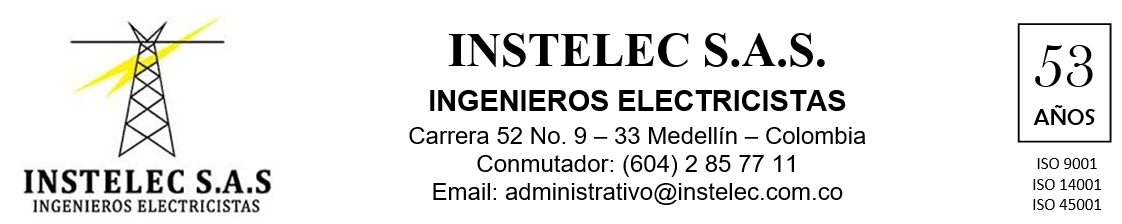 INSTELEC S.A.S
INGENIEROS ELECTRICISTAS
INSTELEC S.A.S.
INGENIEROS ELECTRICISTAS
Carrera 52 No. 9 – 33 Medellín – Colombia
Conmutador: (604) 2 85 77 11
Email: administrativo@instelec.com.co
53
AÑOS
ISO 9001
ISO 14001
ISO 45001